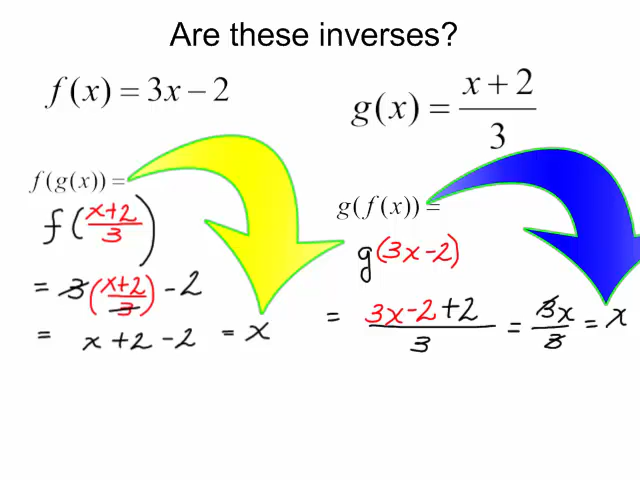 Are these inverses?
f(x) = 3x − 2
g(x) = (x + 2)/3
f(g(x)) =
f((x+2)/3)
= 3((x+2)/3) − 2
= x + 2 − 2 = x
g(f(x)) =
g(3x − 2)
= (3x − 2 + 2)/3 = 3x/3 = x